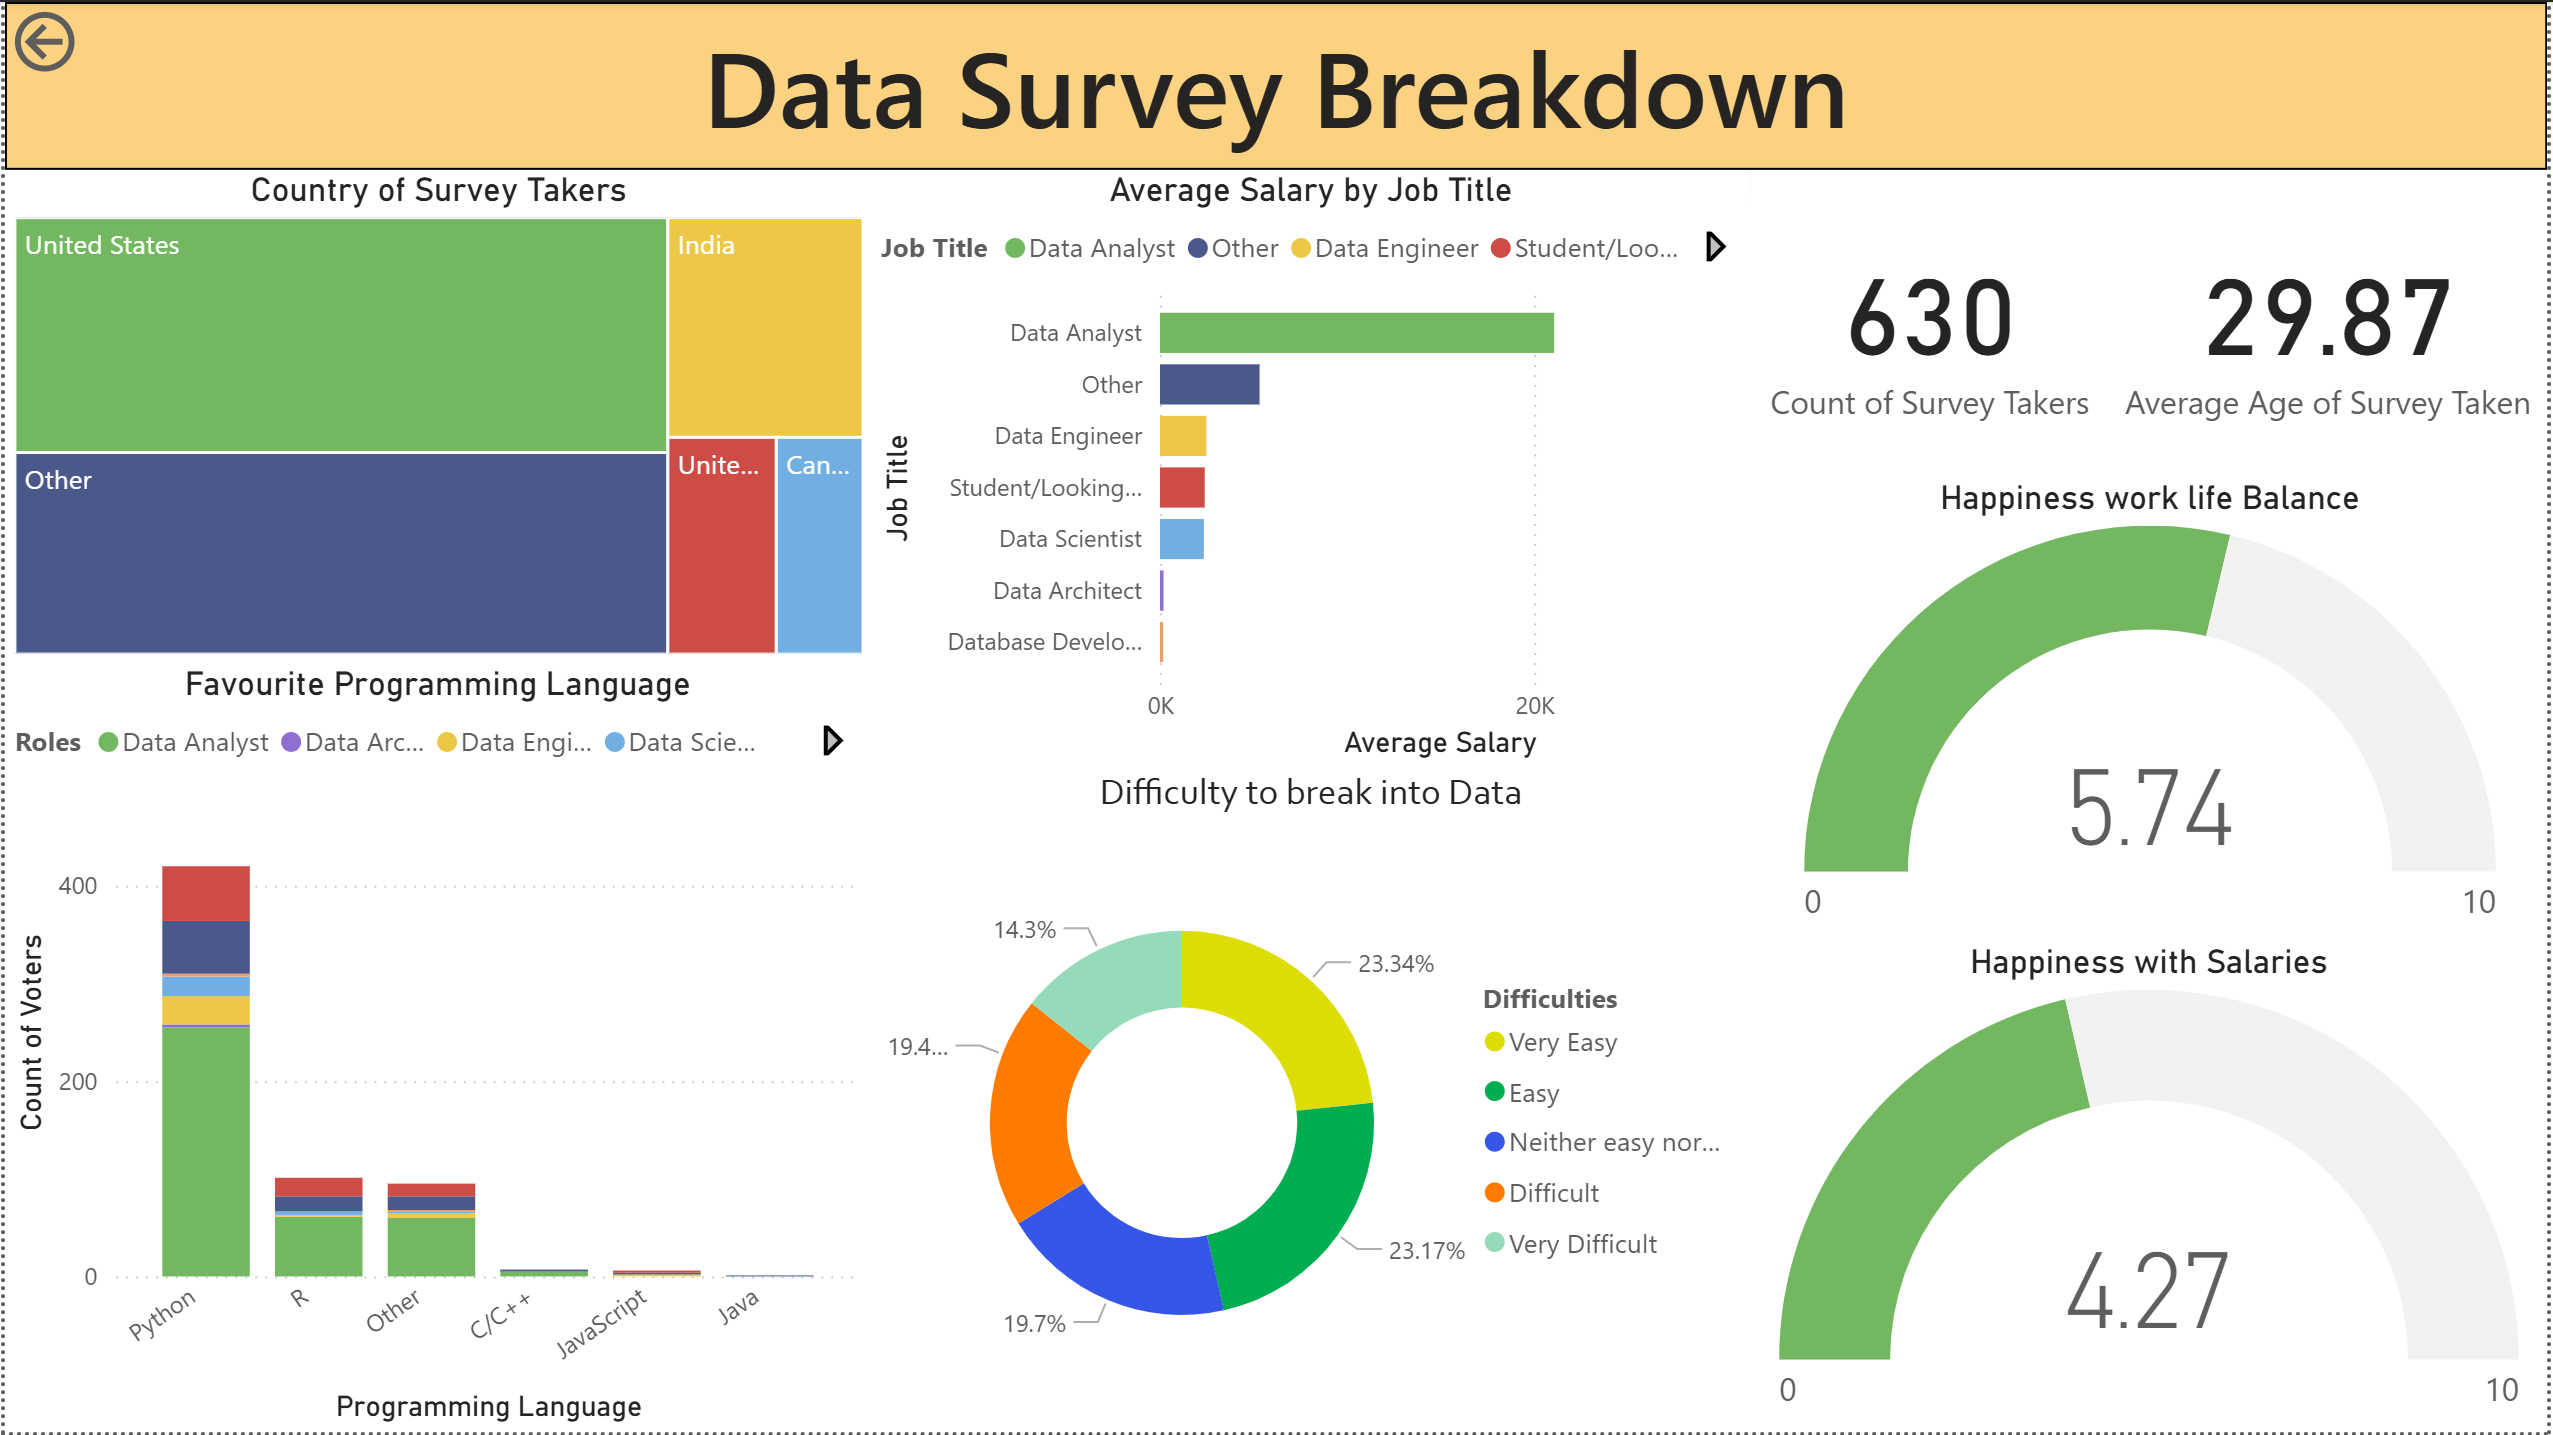 Data Survey Breakdown
Country of Survey Takers
United States
India
Other
Unite...
Can...
Average Salary by Job Title
Job Title
Data Analyst
Other
Data Engineer
Student/Loo...
Job Title
Data Analyst
Other
Data Engineer
Student/Looking...
Data Scientist
Data Architect
Database Develo...
0K
20K
Average Salary
630
Count of Survey Takers
29.87
Average Age of Survey Taken
Happiness work life Balance
5.74
0
10
Favourite Programming Language
Roles
Data Analyst
Data Arc...
Data Engi...
Data Scie...
Count of Voters
400
200
0
Python
R
Other
C/C++
JavaScript
Java
Programming Language
Difficulty to break into Data
14.3%
23.34%
19.4...
23.17%
19.7%
Difficulties
Very Easy
Easy
Neither easy nor...
Difficult
Very Difficult
Happiness with Salaries
4.27
0
10